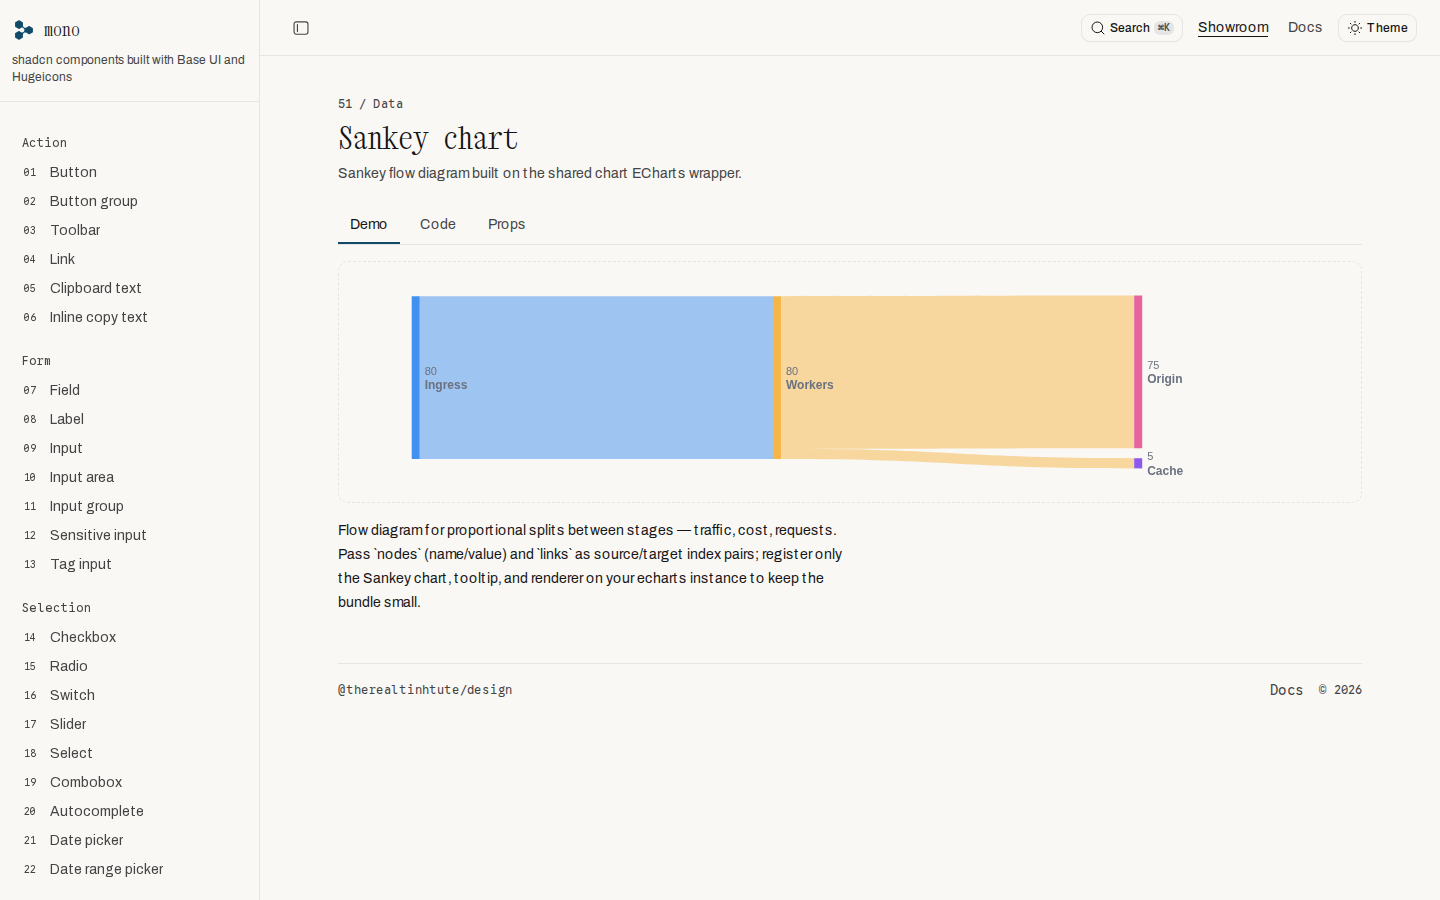 mono
shadcn components built with Base UI and
Hugeicons
Action
01 Button
02 Button group
03 Toolbar
04 Link
05 Clipboard text
06 Inline copy text
Form
07 Field
08 Label
09 Input
10 Input area
11 Input group
12 Sensitive input
13 Tag input
Selection
14 Checkbox
15 Radio
16 Switch
17 Slider
18 Select
19 Combobox
20 Autocomplete
21 Date picker
22 Date range picker
Search ⌘K Showroom Docs Theme
51 / Data
Sankey chart
Sankey flow diagram built on the shared chart ECharts wrapper.
Demo Code Props
80
Ingress
80
Workers
75
Origin
5
Cache
Flow diagram for proportional splits between stages — traffic, cost, requests.
Pass `nodes` (name/value) and `links` as source/target index pairs; register only
the Sankey chart, tooltip, and renderer on your echarts instance to keep the
bundle small.
@therealtinhtute/design
Docs © 2026